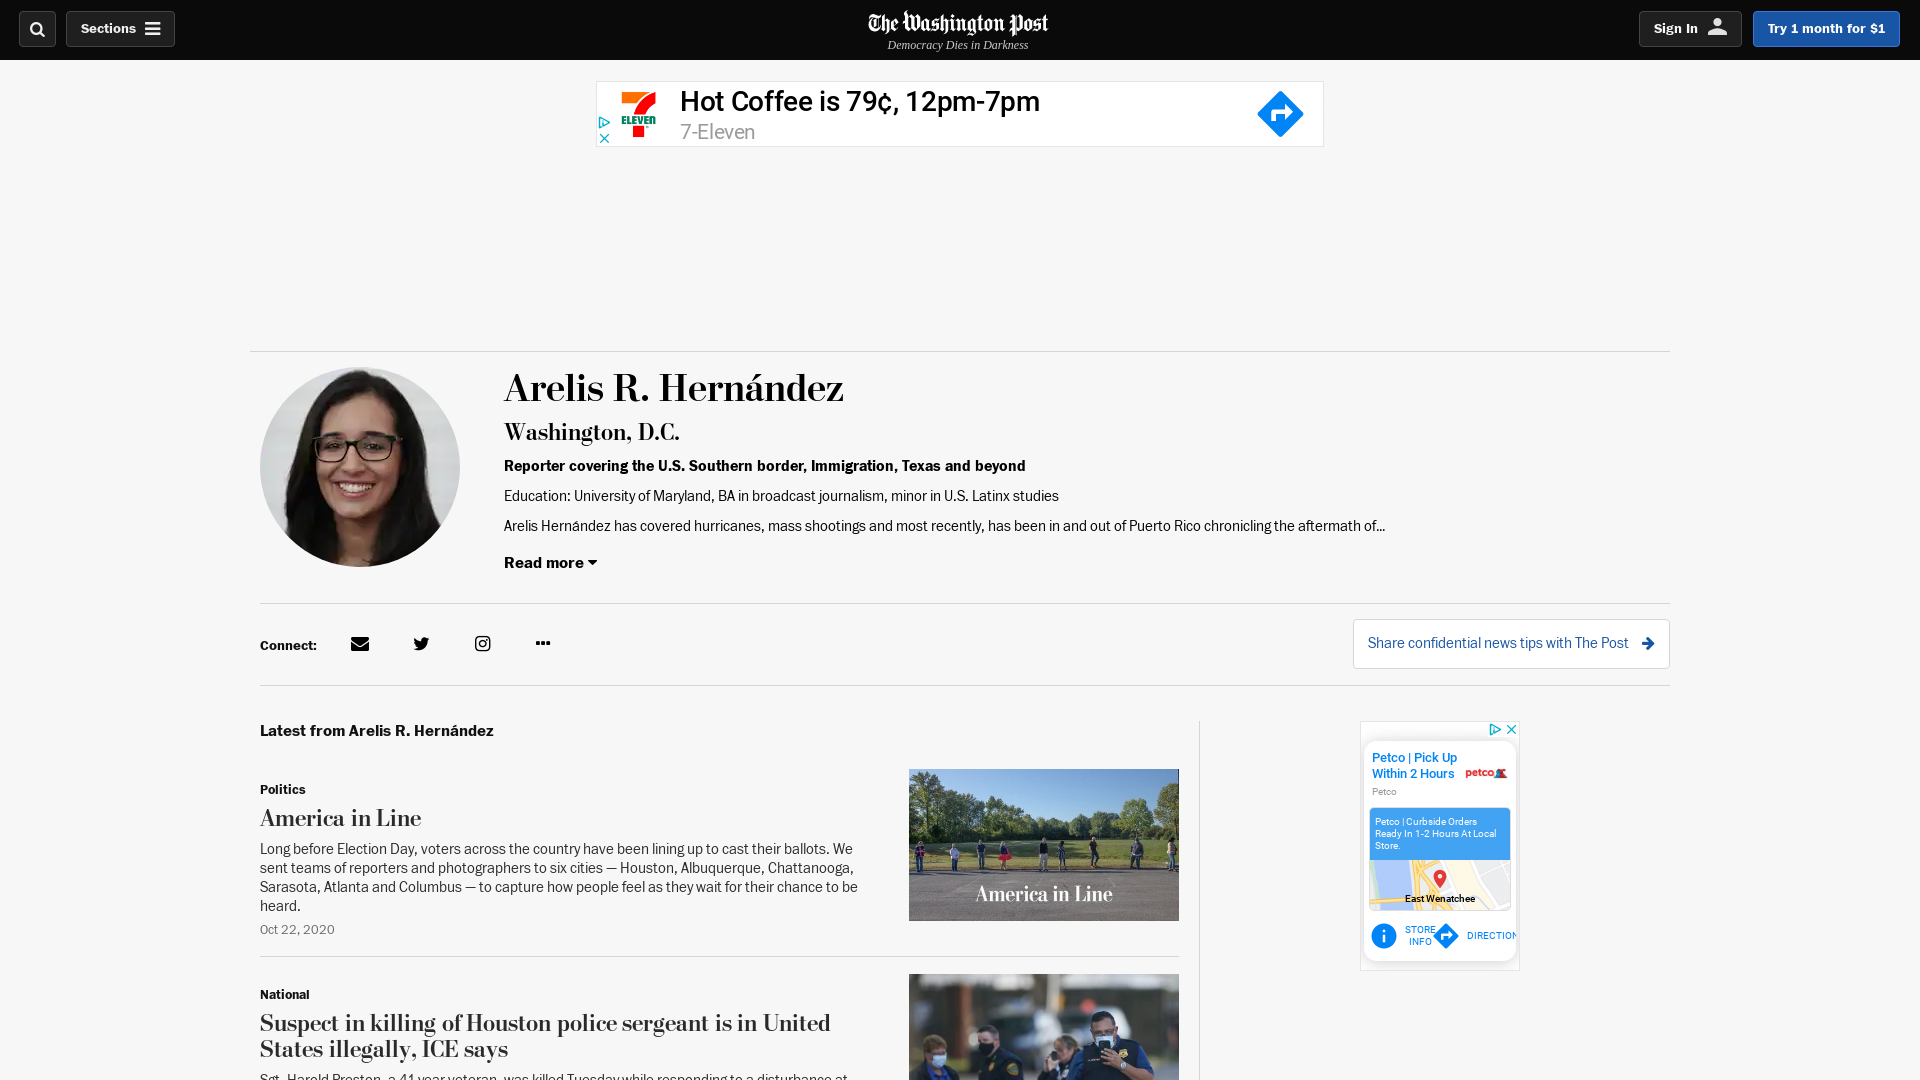 Sections
The Washington Post
Democracy Dies in Darkness
Sign In
Try 1 month for $1
Hot Coffee is 79¢, 12pm-7pm
7-Eleven
ELEVEN
Arelis R. Hernández
Washington, D.C.
Reporter covering the U.S. Southern border, Immigration, Texas and beyond
Education: University of Maryland, BA in broadcast journalism, minor in U.S. Latinx studies
Arelis Hernández has covered hurricanes, mass shootings and most recently, has been in and out of Puerto Rico chronicling the aftermath of...
Read more
Connect:
Share confidential news tips with The Post
Latest from Arelis R. Hernández
Politics
America in Line
Long before Election Day, voters across the country have been lining up to cast their ballots. We
sent teams of reporters and photographers to six cities — Houston, Albuquerque, Chattanooga,
Sarasota, Atlanta and Columbus — to capture how people feel as they wait for their chance to be
heard.
Oct 22, 2020
America in Line
National
Suspect in killing of Houston police sergeant is in United
States illegally, ICE says
Sgt. Harold Preston, a 41-year veteran, was killed Tuesday while responding to a disturbance at
Petco | Pick Up
Within 2 Hours
petco
Petco
Petco | Curbside Orders
Ready In 1-2 Hours At Local
Store.
East Wenatchee
STORE
INFO
DIRECTION